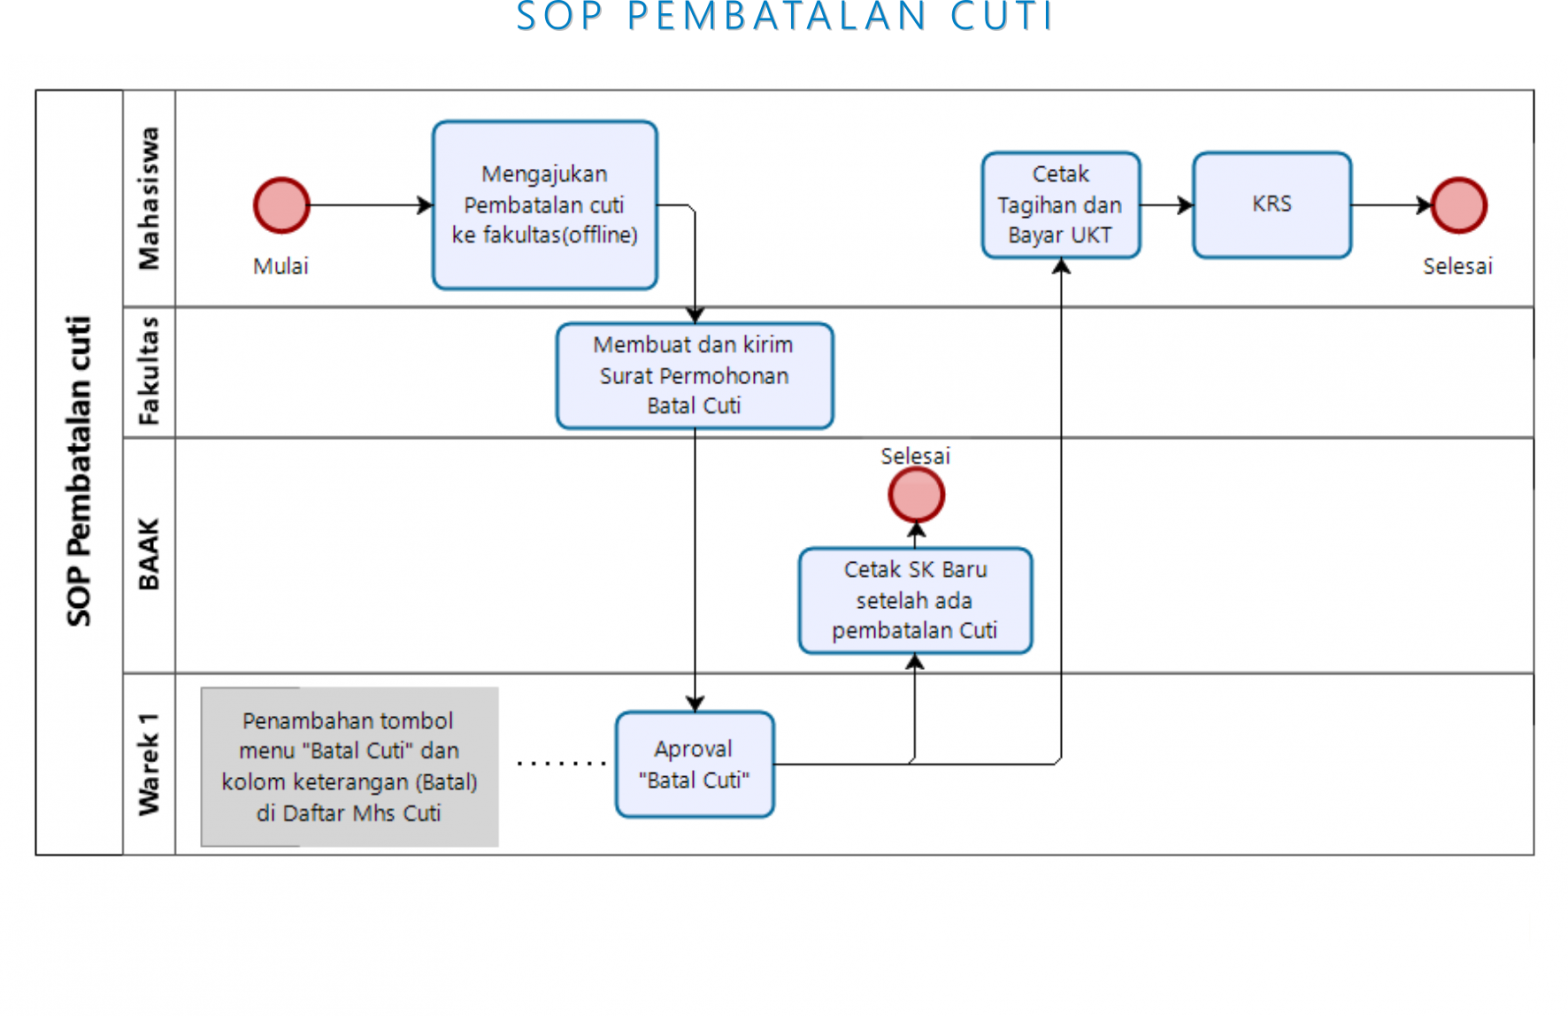 SOP PEMBATALAN CUTI
SOP Pembatalan cuti
Mahasiswa
Mulai
Mengajukan
Pembatalan cuti
ke fakultas(offline)
Cetak
Tagihan dan
Bayar UKT
KRS
Selesai
Fakultas
Membuat dan kirim
Surat Permohonan
Batal Cuti
BAAK
Selesai
Cetak SK Baru
setelah ada
pembatalan Cuti
Warek 1
Penambahan tombol
menu "Batal Cuti" dan
kolom keterangan (Batal)
di Daftar Mhs Cuti
Aproval
"Batal Cuti"